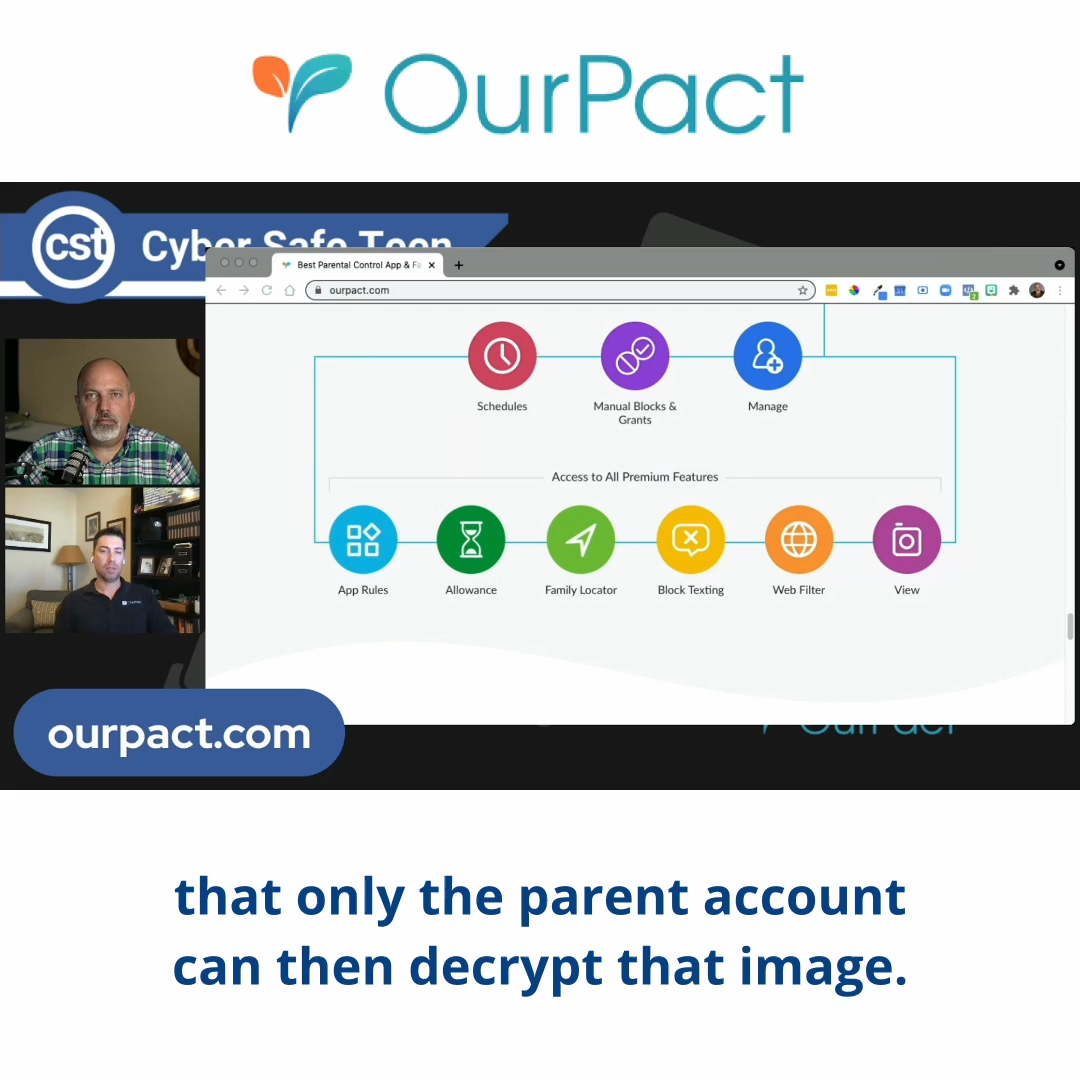 OurPact
cst
Cyber Safe Teen
Best Parental Control App & Fa
ourpact.com
Schedules
Manual Blocks &
Grants
Manage
Access to All Premium Features
App Rules
Allowance
Family Locator
Block Texting
Web Filter
View
ourpact.com
OurPact
that only the parent account
can then decrypt that image.